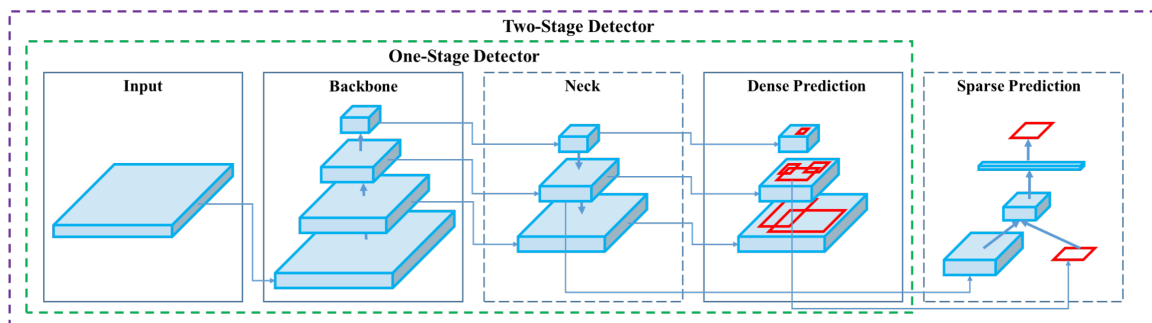 Two-Stage Detector
One-Stage Detector
Input
Backbone
Neck
Dense Prediction
Sparse Prediction